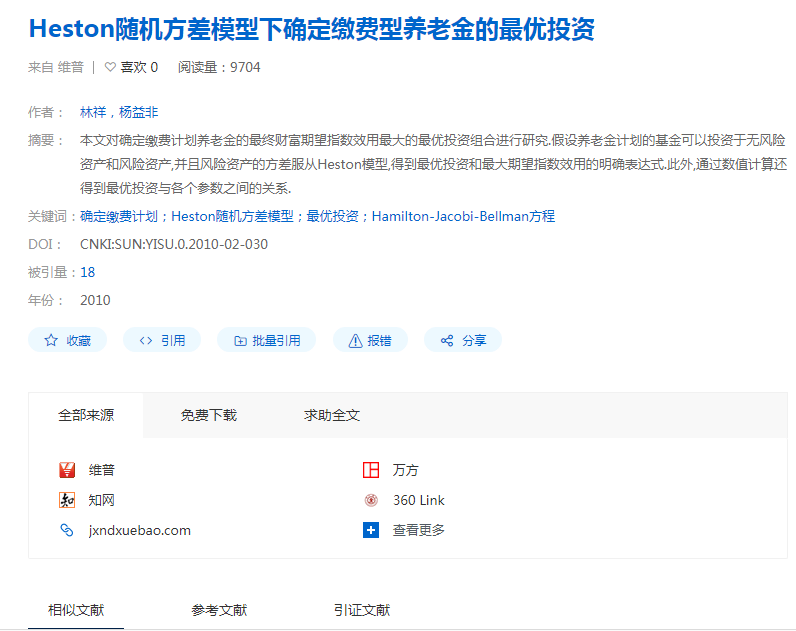 Heston随机方差模型下确定缴费型养老金的最优投资
来自 维普 | 喜欢 0 阅读量：9704
作者： 林祥，杨益非
摘要： 本文对确定缴费计划养老金的最终财富期望指数效用最大的最优投资组合进行研究.假设养老金计划的基金可以投资于无风险
资产和风险资产,并且风险资产的方差服从Heston模型,得到最优投资和最大期望指数效用的明确表达式.此外,通过数值计算还
得到最优投资与各个参数之间的关系.
关键词：确定缴费计划；Heston随机方差模型；最优投资；Hamilton-Jacobi-Bellman方程
DOI： CNKI:SUN:YISU.0.2010-02-030
被引量：18
年份： 2010
收藏 引用 批量引用 报错 分享
全部来源 免费下载 求助全文
维普 万方
知网 360 Link
jxndxuebao.com 查看更多
相似文献 参考文献 引证文献